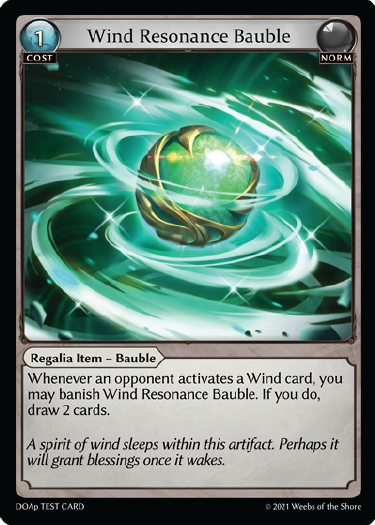 1
Wind Resonance Bauble
COST
NORM
Regalia Item – Bauble
Whenever an opponent activates a Wind card, you
may banish Wind Resonance Bauble. If you do,
draw 2 cards.
A spirit of wind sleeps within this artifact. Perhaps it
will grant blessings once it wakes.
DOAp TEST CARD
© 2021 Weebs of the Shore